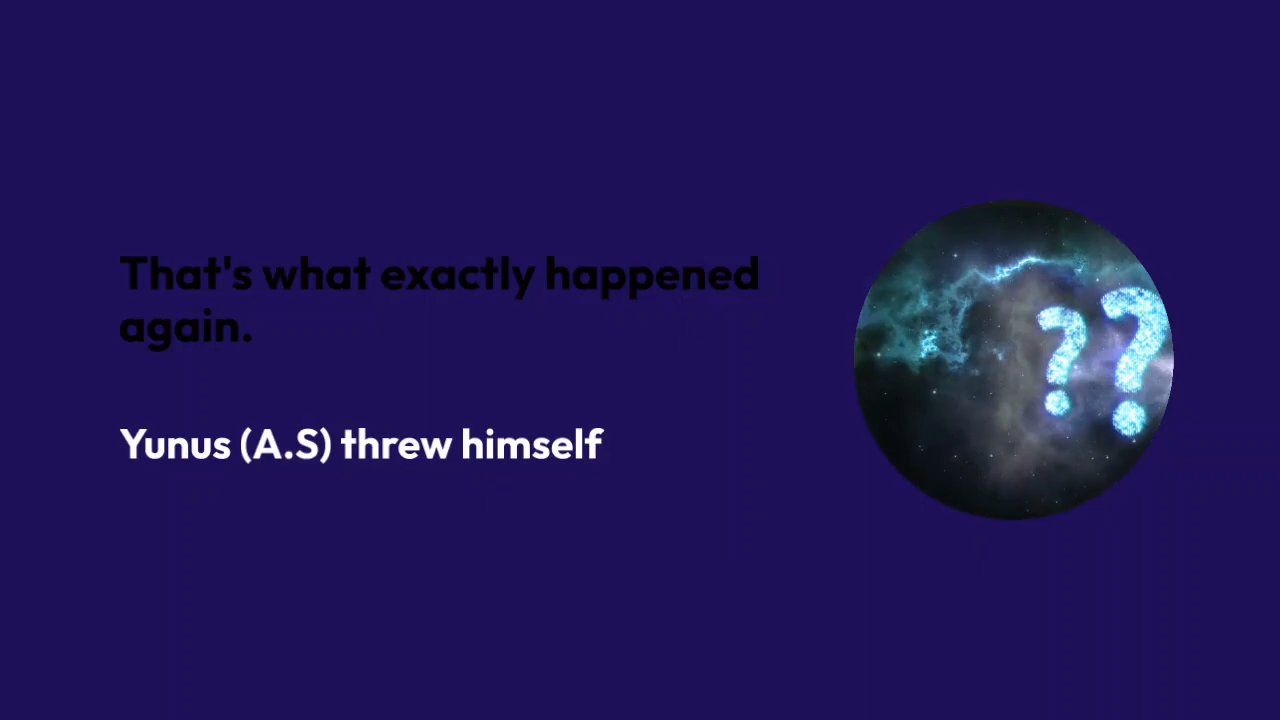 That's what exactly happened
again.
Yunus (A.S) threw himself
??